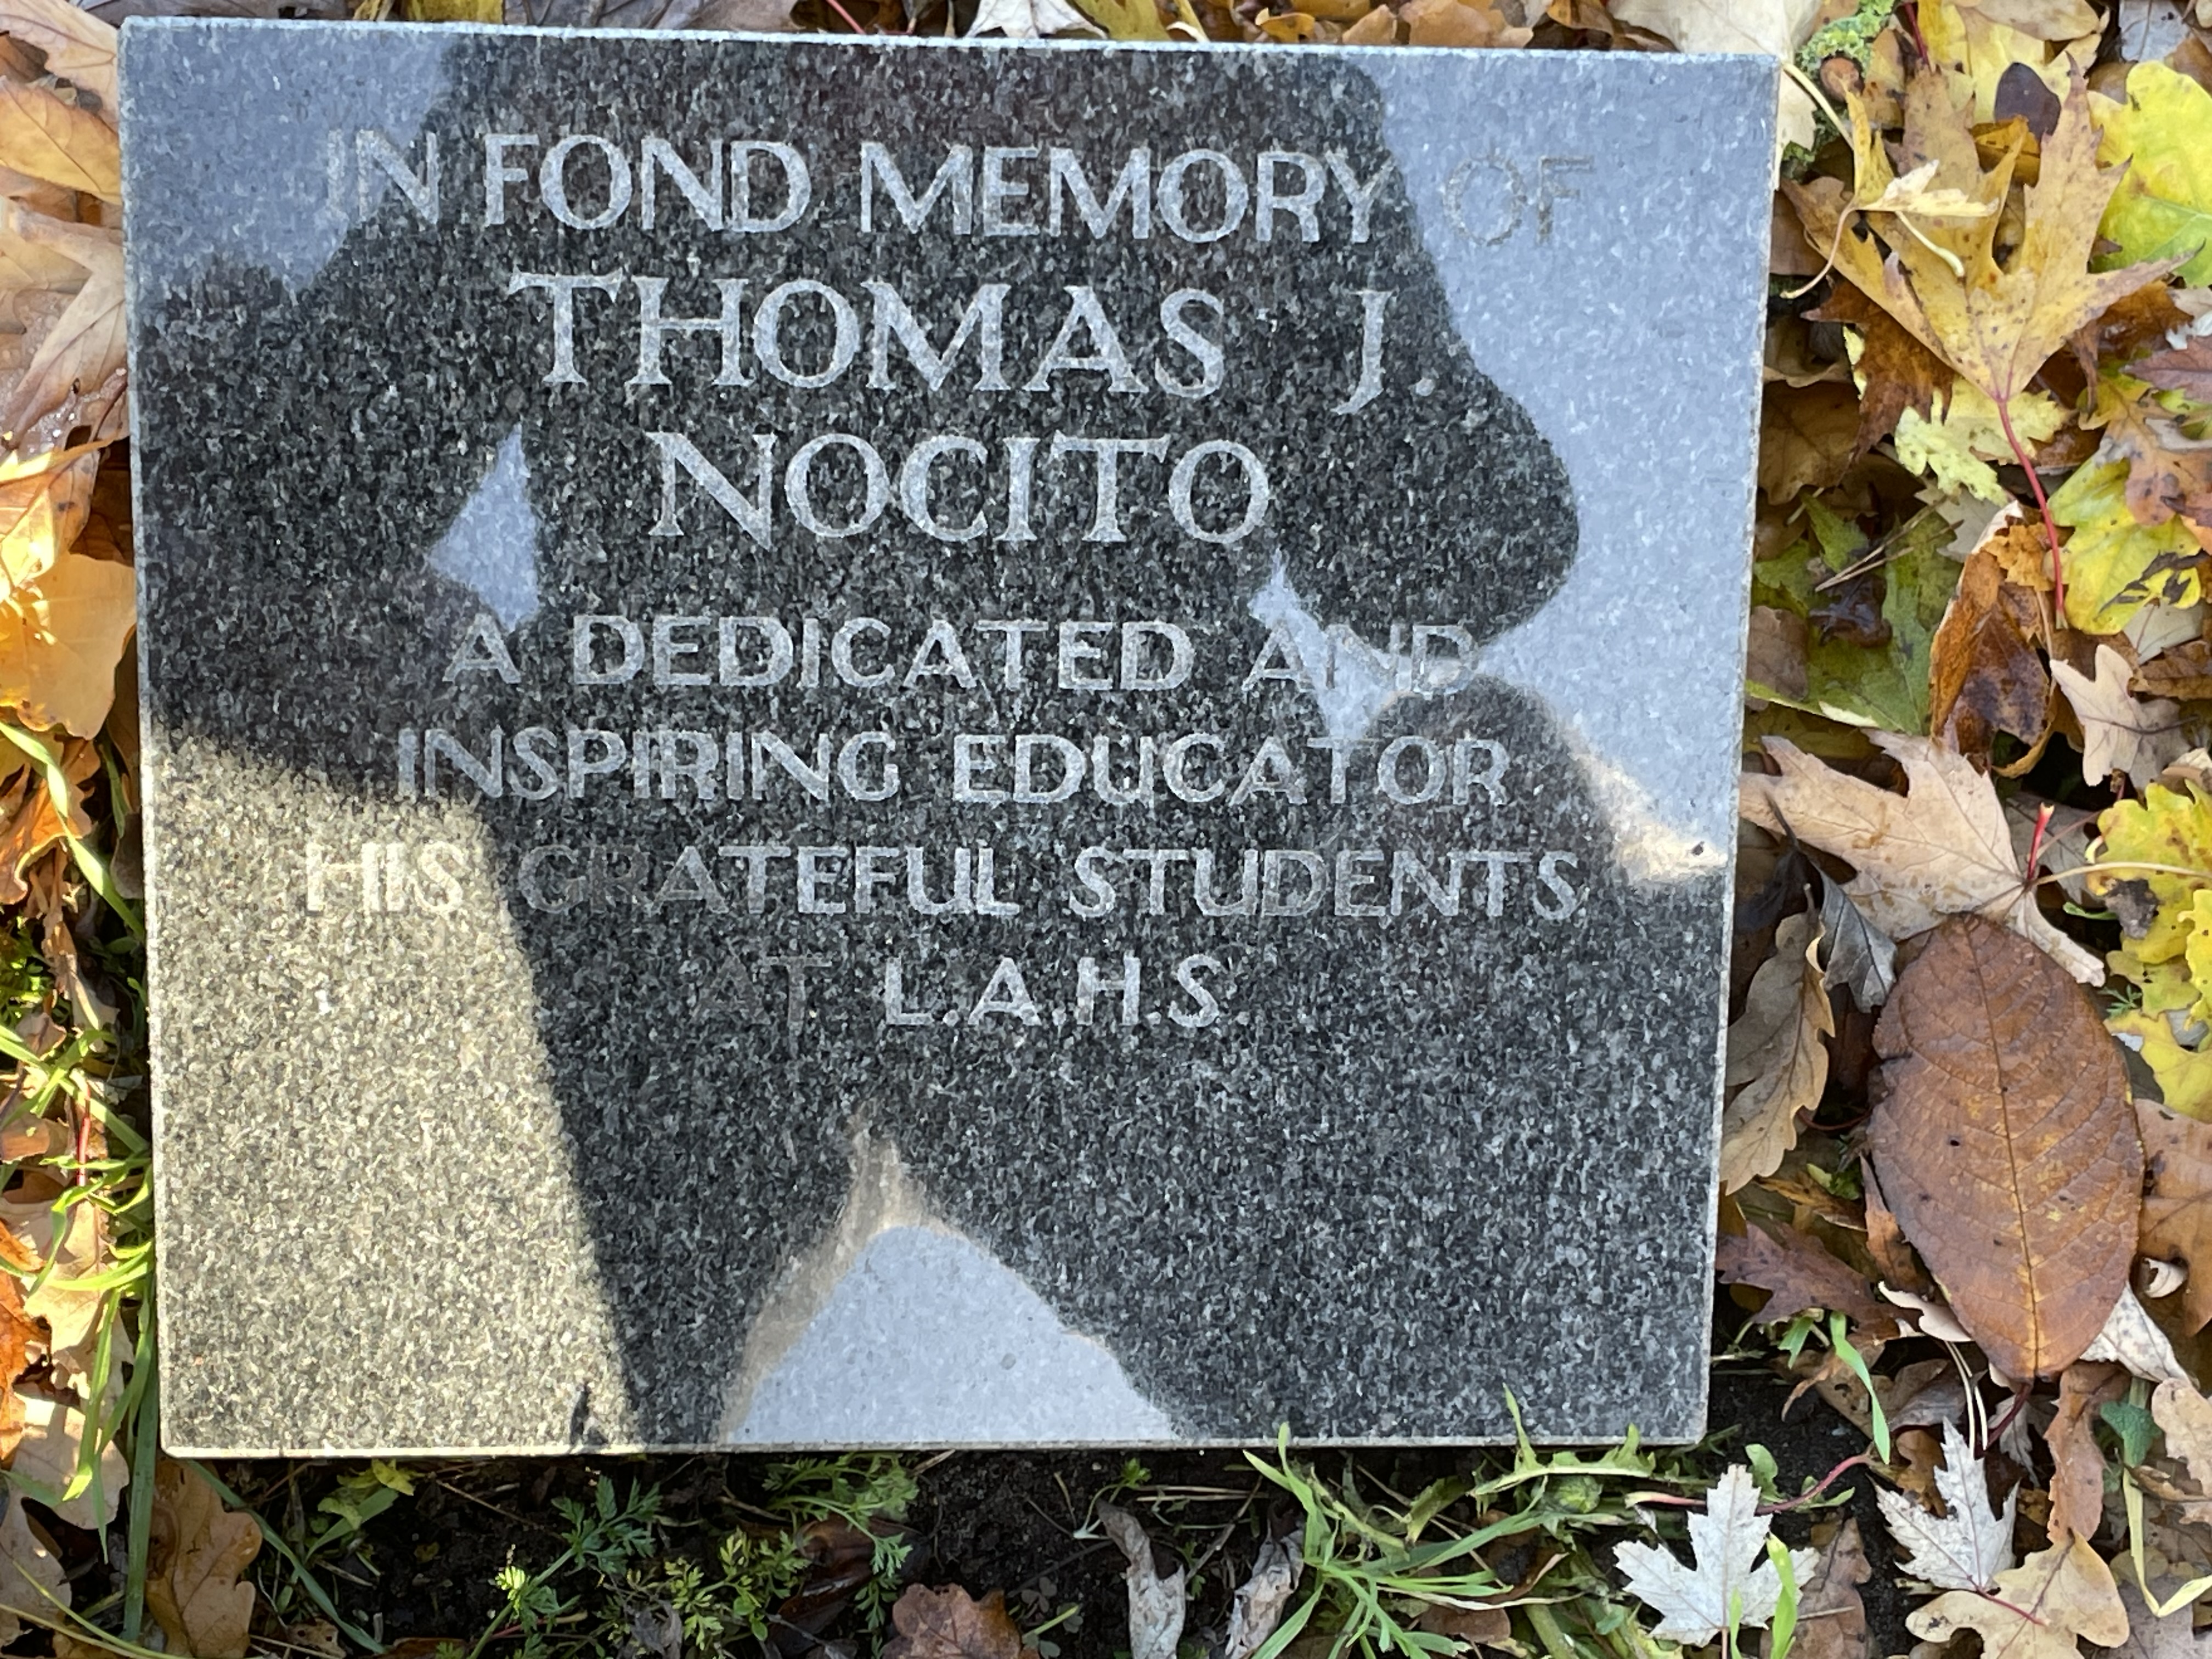 IN FOND MEMORY OF
THOMAS J.
NOCITO
A DEDICATED AND
INSPIRING EDUCATOR
HIS GRATEFUL STUDENTS
AT L.A.H.S.